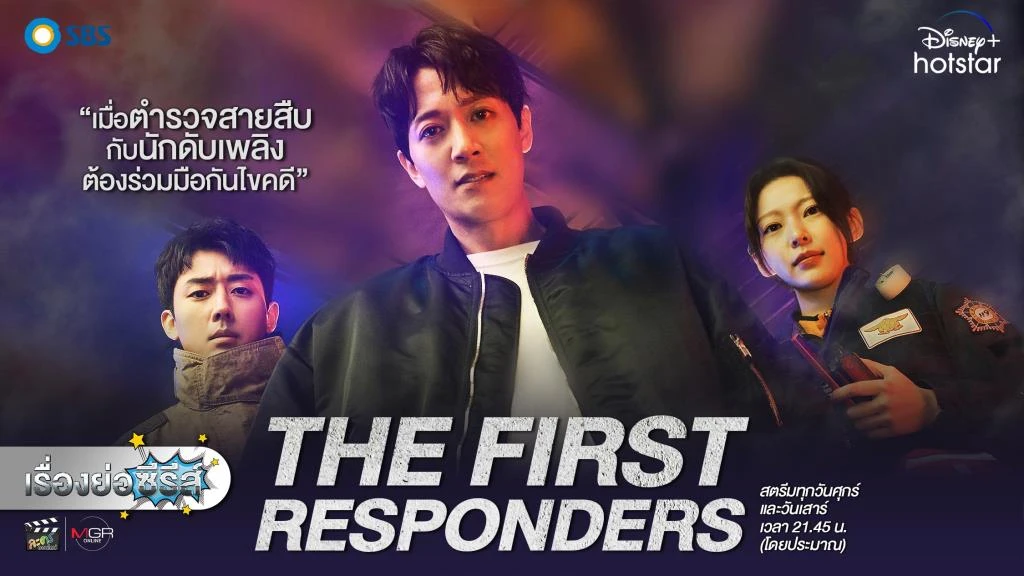 SBS
Disney+
hotstar
“เมื่อตำรวจสายสืบ
กับนักดับเพลิง
ต้องร่วมมือกันไขคดี”
THE FIRST
RESPONDERS
เรื่องย่อซีรีส์
MGR
ONLINE
สตรีมทุกวันศุกร์
และวันเสาร์
เวลา 21.45 น.
(โดยประมาณ)